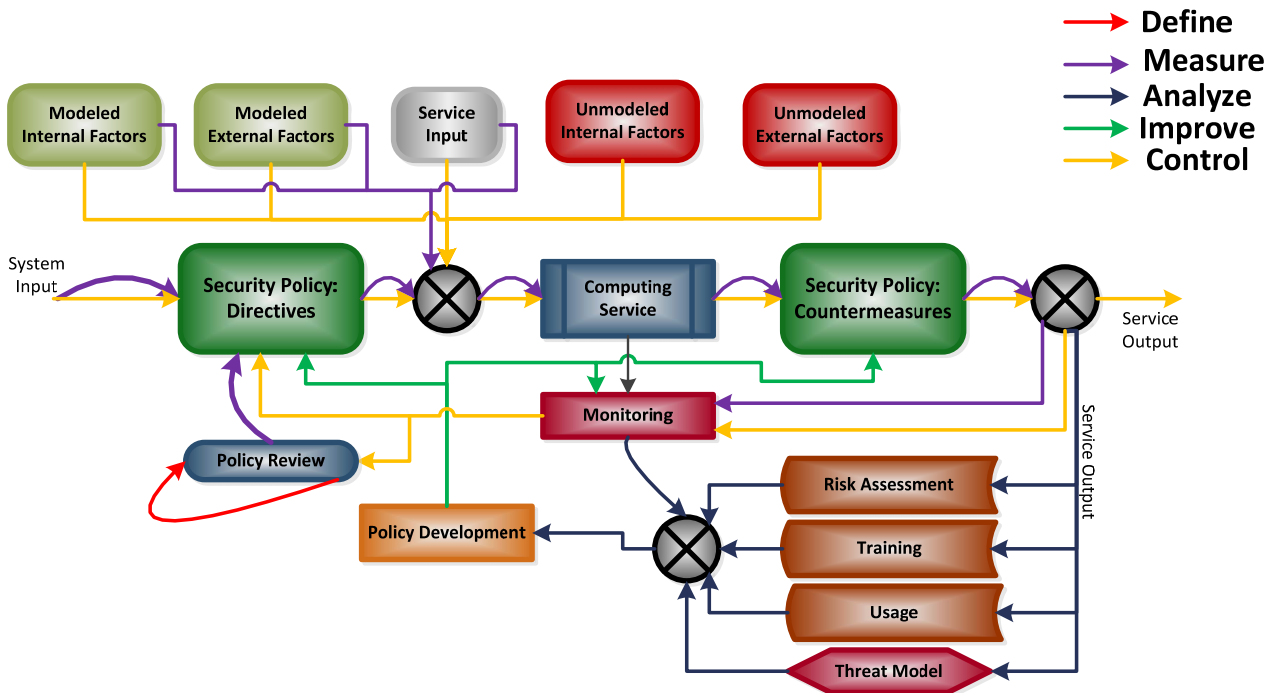 Define
Measure
Analyze
Improve
Control
Modeled
Internal Factors
Modeled
External Factors
Service
Input
Unmodeled
Internal Factors
Unmodeled
External Factors
System
Input
Security Policy:
Directives
Computing
Service
Security Policy:
Countermeasures
Service
Output
Monitoring
Service Output
Policy Review
Risk Assessment
Policy Development
Training
Usage
Threat Model